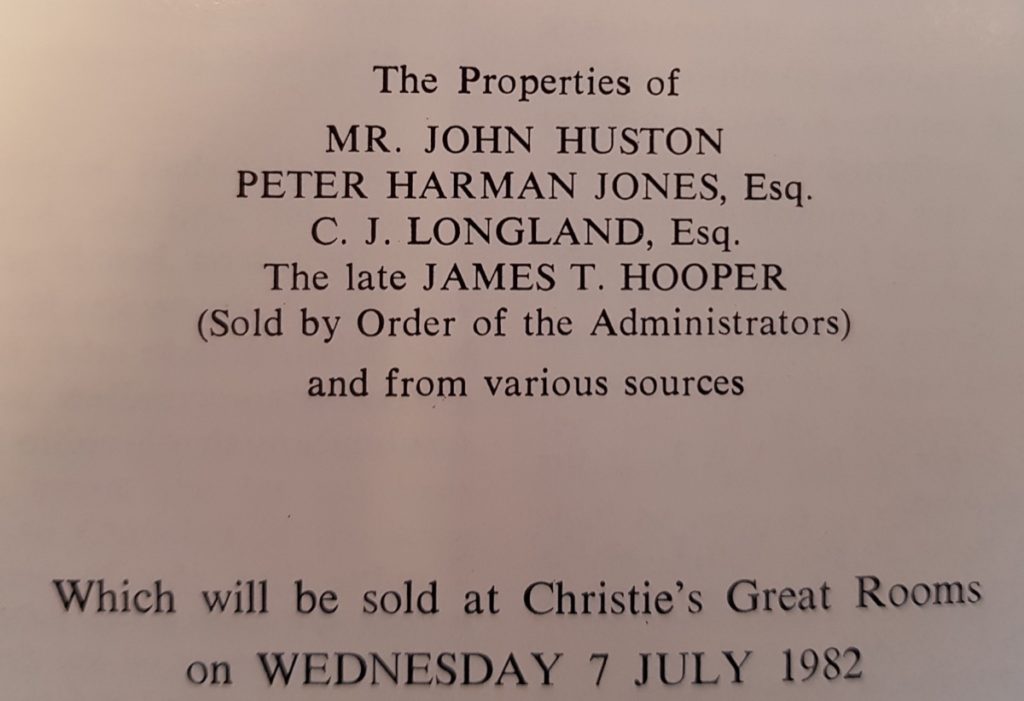 The Properties of
MR. JOHN HUSTON
PETER HARMAN JONES, Esq.
C. J. LONGLAND, Esq.
The late JAMES T. HOOPER
(Sold by Order of the Administrators)
and from various sources
Which will be sold at Christie's Great Rooms
on WEDNESDAY 7 JULY 1982